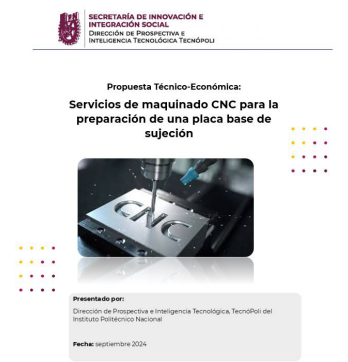 SECRETARÍA DE INNOVACIÓN E
INTEGRACIÓN SOCIAL
DIRECCIÓN DE PROSPECTIVA E
INTELIGENCIA TECNOLÓGICA TECNÓPOLI
Propuesta Técnico-Económica:
Servicios de maquinado CNC para la
preparación de una placa base de
sujeción
CNC
Presentado por:
Dirección de Prospectiva e Inteligencia Tecnológica, TecnóPoli del
Instituto Politécnico Nacional
Fecha: septiembre 2024